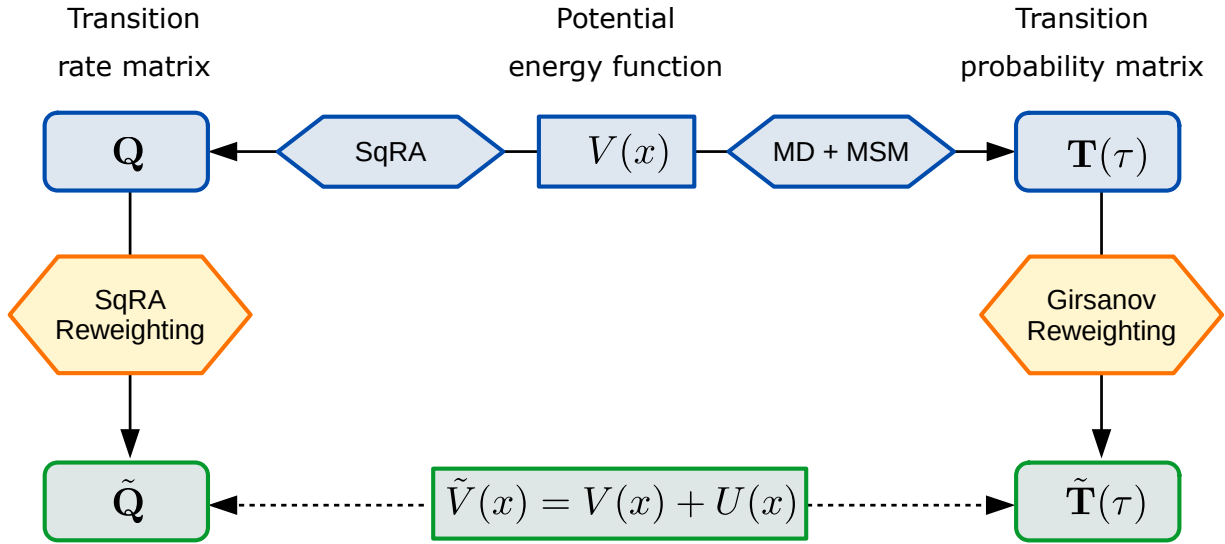 Transition
rate matrix
Potential
energy function
Transition
probability matrix
Q
SqRA
V(x)
MD + MSM
T(τ)
SqRA
Reweighting
Girsanov
Reweighting
Q̃
Ṽ(x) = V(x) + U(x)
T̃(τ)